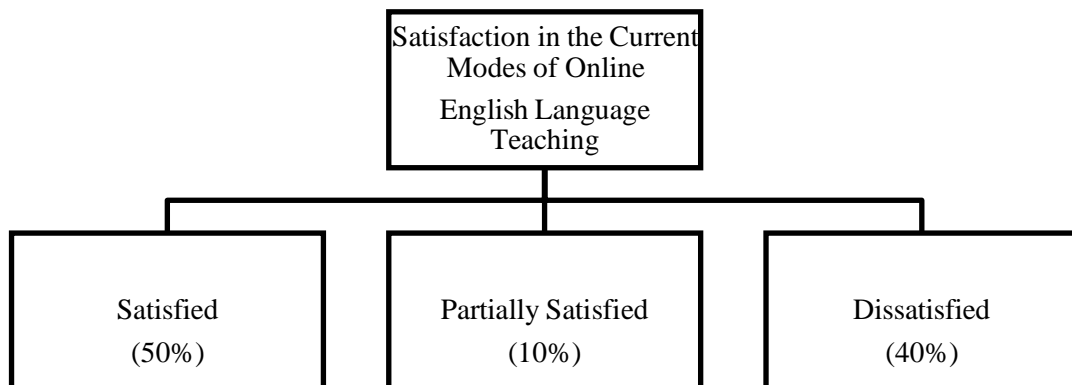 Satisfaction in the Current
Modes of Online
English Language
Teaching
Satisfied
(50%)
Partially Satisfied
(10%)
Dissatisfied
(40%)